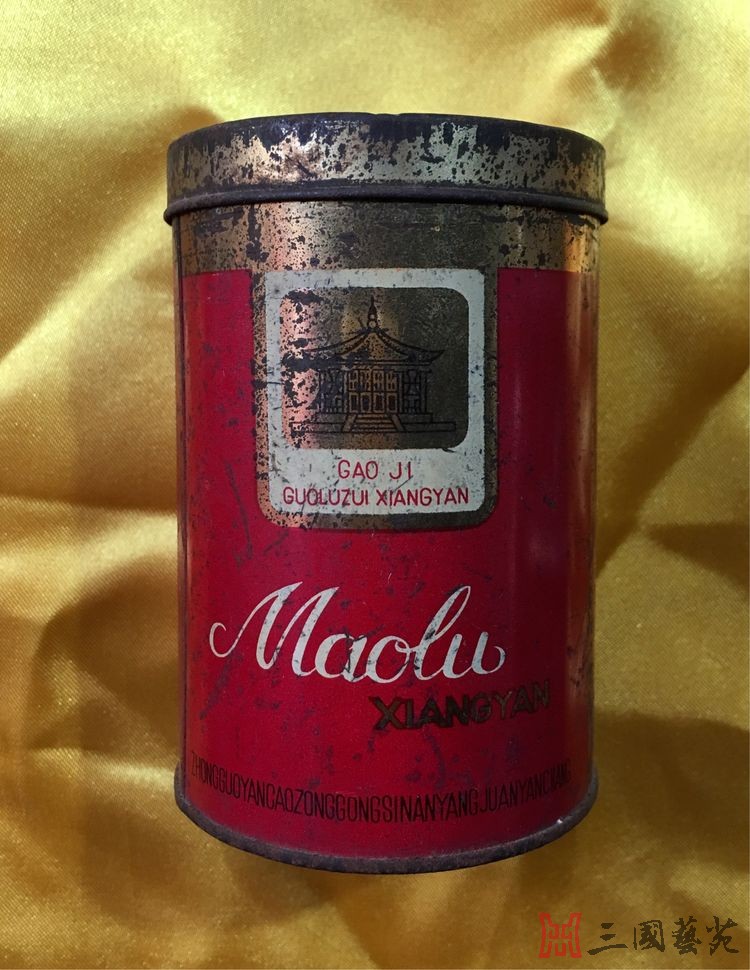 GAO JI
GUOLUZUI XIANGYAN
Maolu
XIANGYAN
ZHONGGUOYANCAOZONGGONGSINANYANGJUANYANCHANG
三國藝苑